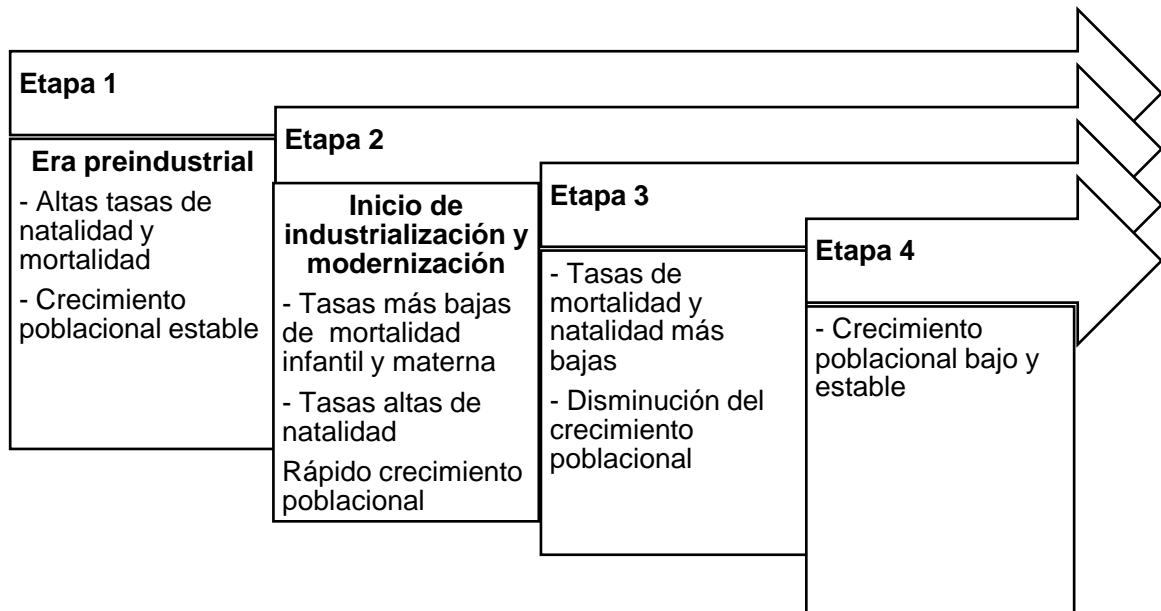 Etapa 1
Era preindustrial
- Altas tasas de
natalidad y
mortalidad
- Crecimiento
poblacional estable
Etapa 2
Inicio de
industrialización y
modernización
- Tasas más bajas
de mortalidad
infantil y materna
- Tasas altas de
natalidad
Rápido crecimiento
poblacional
Etapa 3
- Tasas de
mortalidad y
natalidad más
bajas
- Disminución del
crecimiento
poblacional
Etapa 4
- Crecimiento
poblacional bajo y
estable